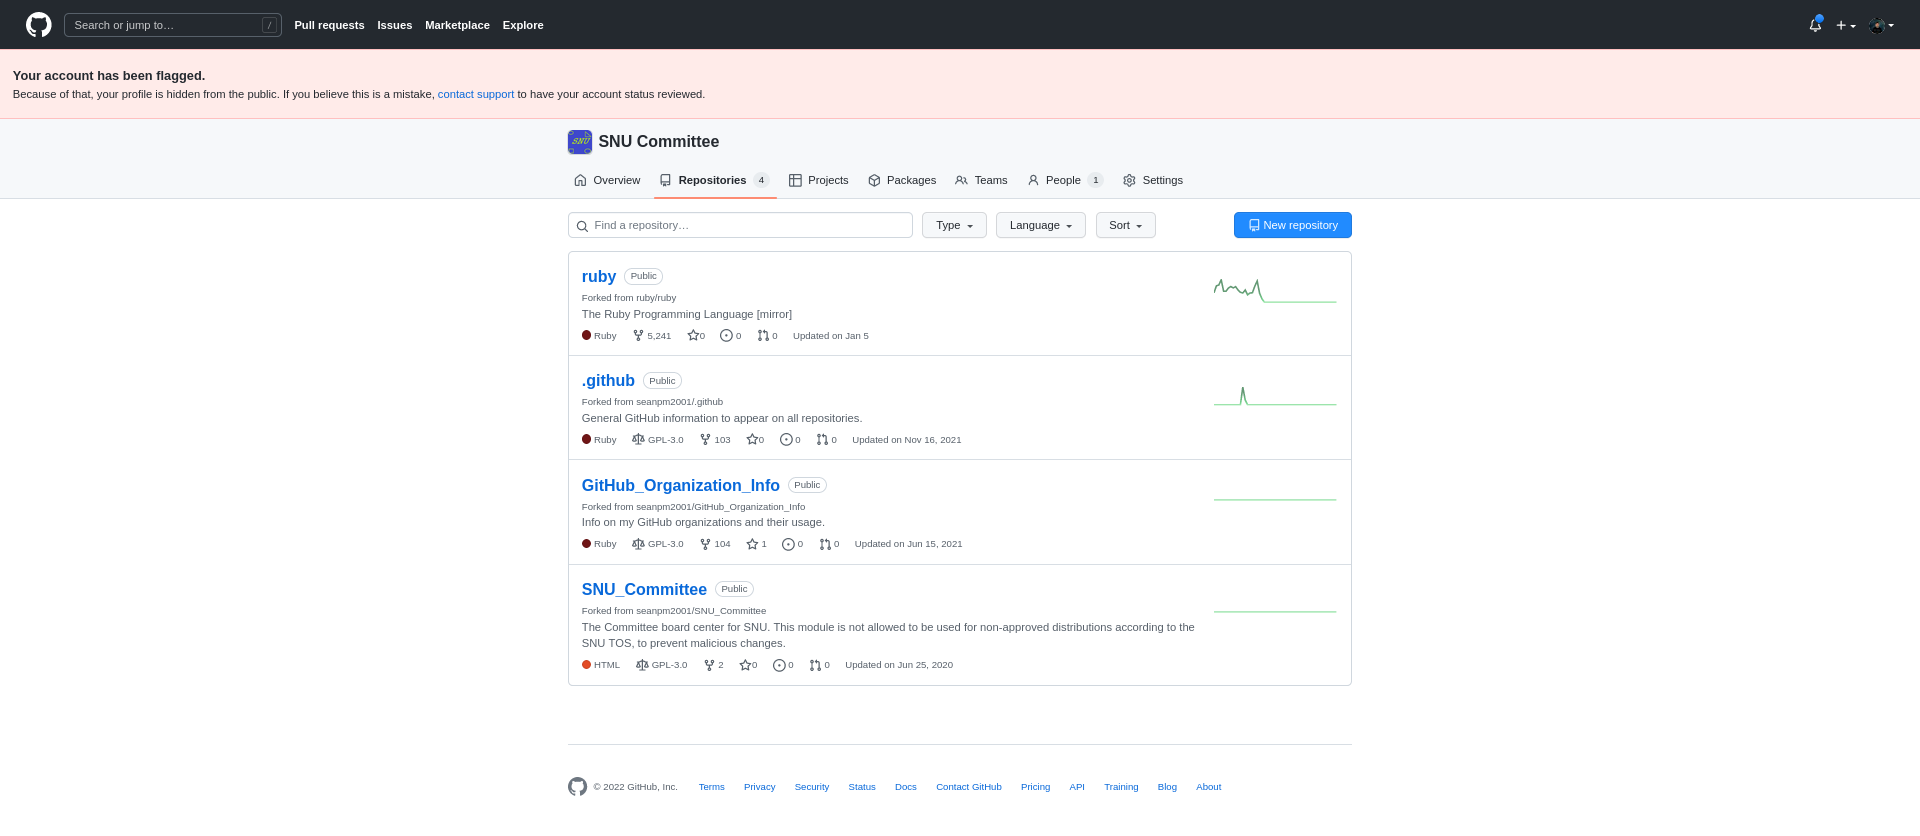 Search or jump to… /
Pull requests Issues Marketplace Explore
Your account has been flagged.
Because of that, your profile is hidden from the public. If you believe this is a mistake, contact support to have your account status reviewed.
SNU SNU Committee
Overview Repositories 4 Projects Packages Teams People 1 Settings
Find a repository… Type Language Sort New repository
ruby Public
Forked from ruby/ruby
The Ruby Programming Language [mirror]
Ruby 5,241 0 0 0 Updated on Jan 5
.github Public
Forked from seanpm2001/.github
General GitHub information to appear on all repositories.
Ruby GPL-3.0 103 0 0 0 Updated on Nov 16, 2021
GitHub_Organization_Info Public
Forked from seanpm2001/GitHub_Organization_Info
Info on my GitHub organizations and their usage.
Ruby GPL-3.0 104 1 0 0 Updated on Jun 15, 2021
SNU_Committee Public
Forked from seanpm2001/SNU_Committee
The Committee board center for SNU. This module is not allowed to be used for non-approved distributions according to the
SNU TOS, to prevent malicious changes.
HTML GPL-3.0 2 0 0 0 Updated on Jun 25, 2020
© 2022 GitHub, Inc. Terms Privacy Security Status Docs Contact GitHub Pricing API Training Blog About